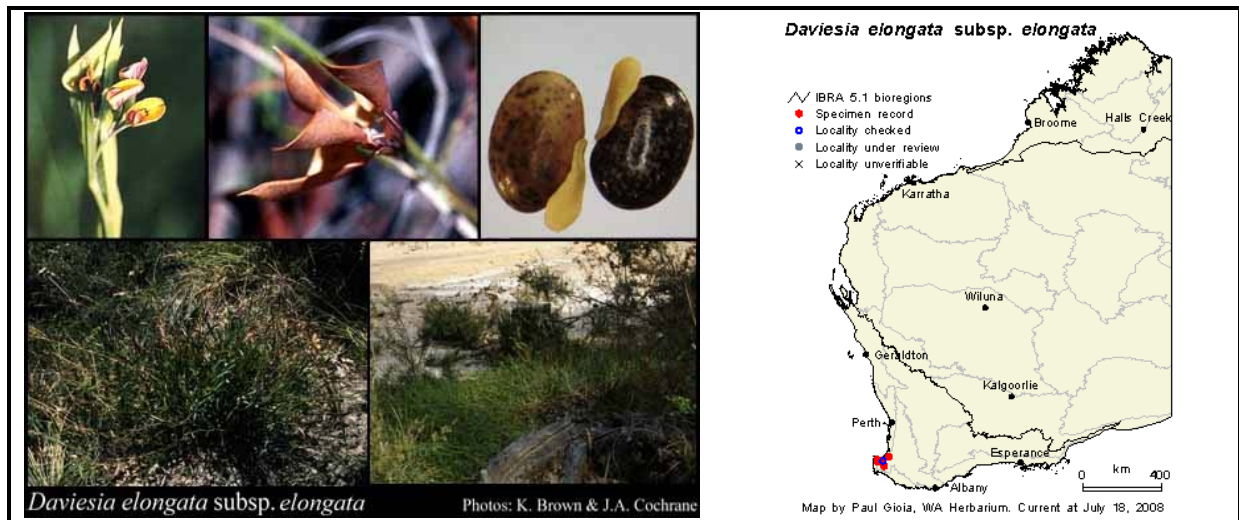 Daviesia elongata subsp. elongata
Photos: K. Brown & J.A. Cochrane
Daviesia elongata subsp. elongata
IBRA 5.1 bioregions
Specimen record
Locality checked
Locality under review
Locality unverifiable
Broome
Halls Creek
Karratha
Wiluna
Geraldton
Kalgoorlie
Perth
Esperance
Albany
km
0 400
Map by Paul Gioia, WA Herbarium. Current at July 18, 2008